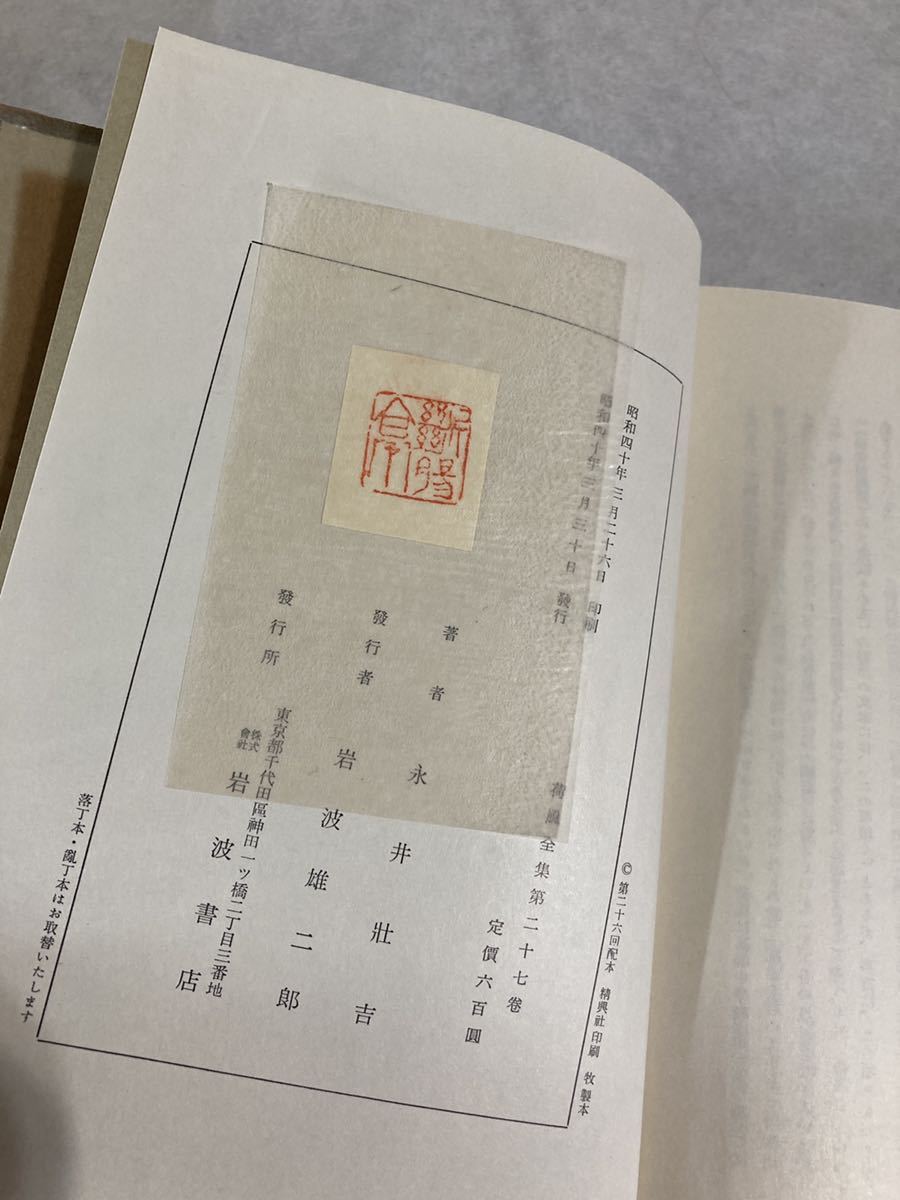 昭和四十年三月二十六日 印刷
昭和四十年三月三十日 發行
荷風全集第二十七卷
定價六百圓
著者 永井壯吉
發行者 岩波雄二郎
東京都千代田區神田一ツ橋二丁目三番地
發行所 株式會社 岩波書店
斷腸亭
© 第二十六回配本 精興社印刷 牧製本
落丁本・亂丁本はお取替いたします